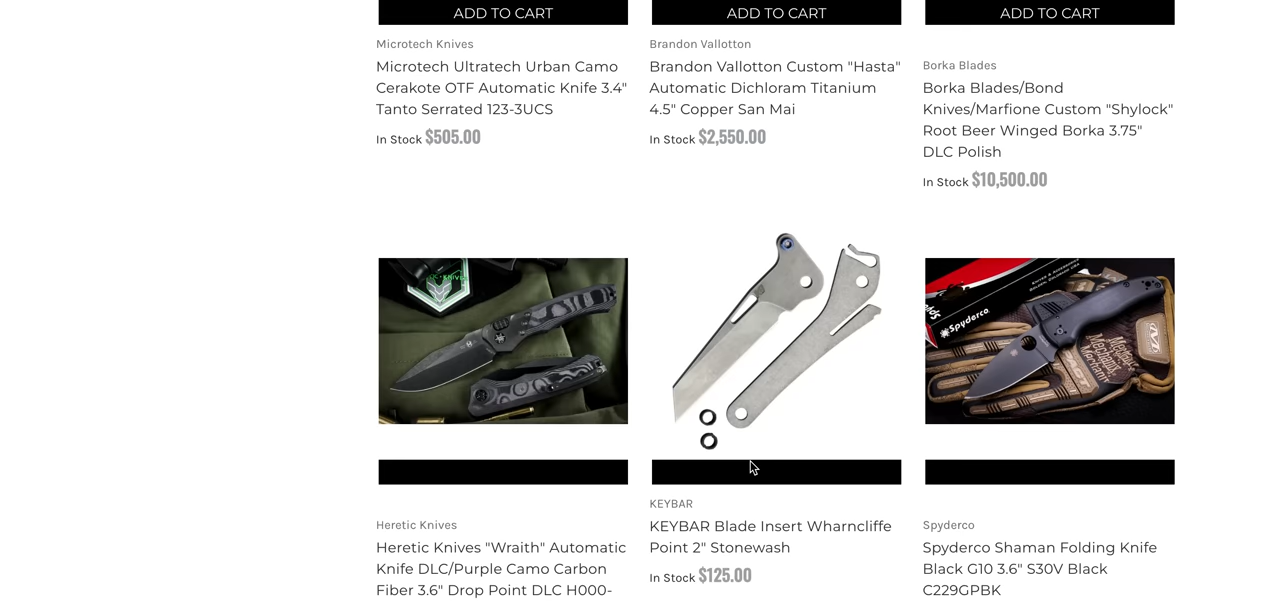 ADD TO CART
ADD TO CART
ADD TO CART
Microtech Knives
Microtech Ultratech Urban Camo
Cerakote OTF Automatic Knife 3.4"
Tanto Serrated 123-3UCS
In Stock $505.00
Brandon Vallotton
Brandon Vallotton Custom "Hasta"
Automatic Dichloram Titanium
4.5" Copper San Mai
In Stock $2,550.00
Borka Blades
Borka Blades/Bond
Knives/Marfione Custom "Shylock"
Root Beer Winged Borka 3.75"
DLC Polish
In Stock $10,500.00
Spyderco
Mechanix
Heretic Knives
Heretic Knives "Wraith" Automatic
Knife DLC/Purple Camo Carbon
Fiber 3.6" Drop Point DLC H000-
KEYBAR
KEYBAR Blade Insert Wharncliffe
Point 2" Stonewash
In Stock $125.00
Spyderco
Spyderco Shaman Folding Knife
Black G10 3.6" S30V Black
C229GPBK